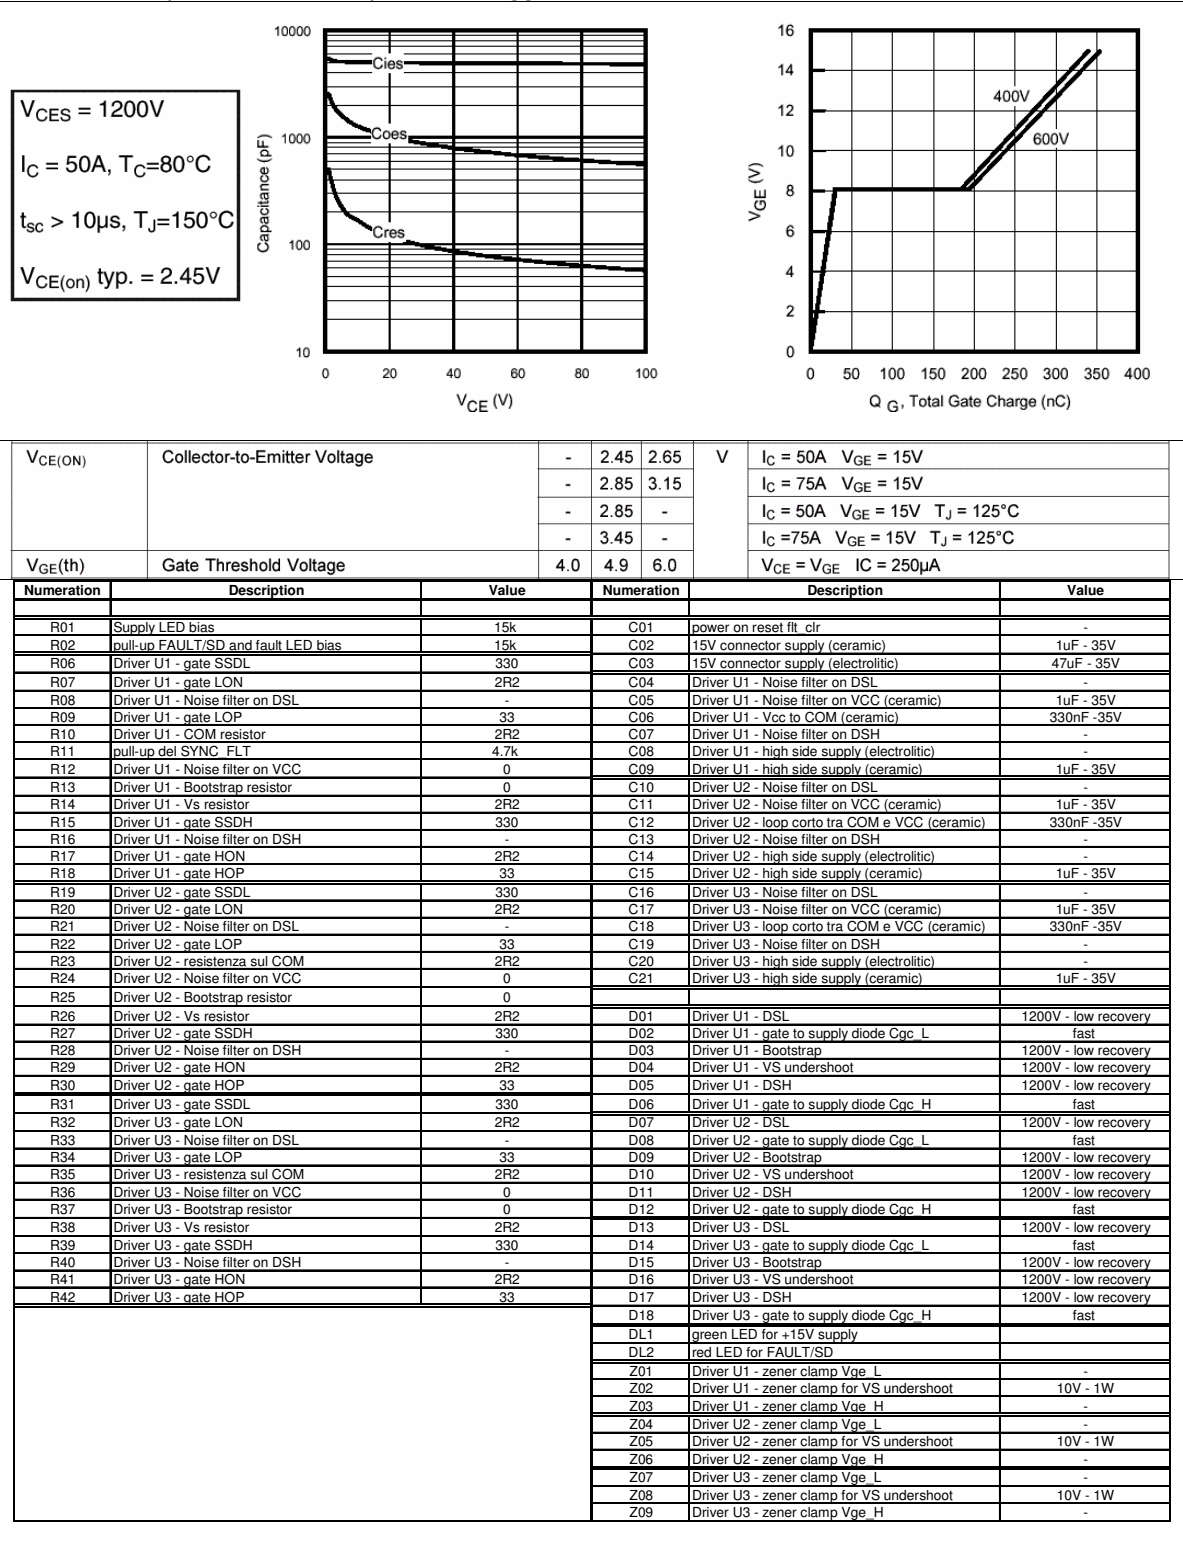 V_CES = 1200V
I_C = 50A, T_C=80°C
t_sc > 10µs, T_J=150°C
V_CE(on) typ. = 2.45V
10000
1000
100
10
Capacitance (pF)
Cies
Coes
Cres
0 20 40 60 80 100
V_CE (V)
16
14
12
10
8
6
4
2
0
V_GE (V)
400V
600V
0 50 100 150 200 250 300 350 400
Q_G, Total Gate Charge (nC)
V_CE(ON) Collector-to-Emitter Voltage - 2.45 2.65 V I_C = 50A V_GE = 15V
- 2.85 3.15 I_C = 75A V_GE = 15V
- 2.85 - I_C = 50A V_GE = 15V T_J = 125°C
- 3.45 - I_C =75A V_GE = 15V T_J = 125°C
V_GE(th) Gate Threshold Voltage 4.0 4.9 6.0 V_CE = V_GE IC = 250µA
Numeration Description Value Numeration Description Value
R01 Supply LED bias 15k C01 power on reset flt_clr -
R02 pull-up FAULT/SD and fault LED bias 15k C02 15V connector supply (ceramic) 1uF - 35V
R06 Driver U1 - gate SSDL 330 C03 15V connector supply (electrolitic) 47uF - 35V
R07 Driver U1 - gate LON 2R2 C04 Driver U1 - Noise filter on DSL -
R08 Driver U1 - Noise filter on DSL - C05 Driver U1 - Noise filter on VCC (ceramic) 1uF - 35V
R09 Driver U1 - gate LOP 33 C06 Driver U1 - Vcc to COM (ceramic) 330nF -35V
R10 Driver U1 - COM resistor 2R2 C07 Driver U1 - Noise filter on DSH -
R11 pull-up del SYNC_FLT 4.7k C08 Driver U1 - high side supply (electrolitic) -
R12 Driver U1 - Noise filter on VCC 0 C09 Driver U1 - high side supply (ceramic) 1uF - 35V
R13 Driver U1 - Bootstrap resistor 0 C10 Driver U2 - Noise filter on DSL -
R14 Driver U1 - Vs resistor 2R2 C11 Driver U2 - Noise filter on VCC (ceramic) 1uF - 35V
R15 Driver U1 - gate SSDH 330 C12 Driver U2 - loop corto tra COM e VCC (ceramic) 330nF -35V
R16 Driver U1 - Noise filter on DSH - C13 Driver U2 - Noise filter on DSH -
R17 Driver U1 - gate HON 2R2 C14 Driver U2 - high side supply (electrolitic) -
R18 Driver U1 - gate HOP 33 C15 Driver U2 - high side supply (ceramic) 1uF - 35V
R19 Driver U2 - gate SSDL 330 C16 Driver U3 - Noise filter on DSL -
R20 Driver U2 - gate LON 2R2 C17 Driver U3 - Noise filter on VCC (ceramic) 1uF - 35V
R21 Driver U2 - Noise filter on DSL - C18 Driver U3 - loop corto tra COM e VCC (ceramic) 330nF -35V
R22 Driver U2 - gate LOP 33 C19 Driver U3 - Noise filter on DSH -
R23 Driver U2 - resistenza sul COM 2R2 C20 Driver U3 - high side supply (electrolitic) -
R24 Driver U2 - Noise filter on VCC 0 C21 Driver U3 - high side supply (ceramic) 1uF - 35V
R25 Driver U2 - Bootstrap resistor 0
R26 Driver U2 - Vs resistor 2R2 D01 Driver U1 - DSL 1200V - low recovery
R27 Driver U2 - gate SSDH 330 D02 Driver U1 - gate to supply diode Cgc_L fast
R28 Driver U2 - Noise filter on DSH - D03 Driver U1 - Bootstrap 1200V - low recovery
R29 Driver U2 - gate HON 2R2 D04 Driver U1 - VS undershoot 1200V - low recovery
R30 Driver U2 - gate HOP 33 D05 Driver U1 - DSH 1200V - low recovery
R31 Driver U3 - gate SSDL 330 D06 Driver U1 - gate to supply diode Cgc_H fast
R32 Driver U3 - gate LON 2R2 D07 Driver U2 - DSL 1200V - low recovery
R33 Driver U3 - Noise filter on DSL - D08 Driver U2 - gate to supply diode Cgc_L fast
R34 Driver U3 - gate LOP 33 D09 Driver U2 - Bootstrap 1200V - low recovery
R35 Driver U3 - resistenza sul COM 2R2 D10 Driver U2 - VS undershoot 1200V - low recovery
R36 Driver U3 - Noise filter on VCC 0 D11 Driver U2 - DSH 1200V - low recovery
R37 Driver U3 - Bootstrap resistor 0 D12 Driver U2 - gate to supply diode Cgc_H fast
R38 Driver U3 - Vs resistor 2R2 D13 Driver U3 - DSL 1200V - low recovery
R39 Driver U3 - gate SSDH 330 D14 Driver U3 - gate to supply diode Cgc_L fast
R40 Driver U3 - Noise filter on DSH - D15 Driver U3 - Bootstrap 1200V - low recovery
R41 Driver U3 - gate HON 2R2 D16 Driver U3 - VS undershoot 1200V - low recovery
R42 Driver U3 - gate HOP 33 D17 Driver U3 - DSH 1200V - low recovery
D18 Driver U3 - gate to supply diode Cgc_H fast
DL1 green LED for +15V supply
DL2 red LED for FAULT/SD
Z01 Driver U1 - zener clamp Vge_L -
Z02 Driver U1 - zener clamp for VS undershoot 10V - 1W
Z03 Driver U1 - zener clamp Vge_H -
Z04 Driver U2 - zener clamp Vge_L -
Z05 Driver U2 - zener clamp for VS undershoot 10V - 1W
Z06 Driver U2 - zener clamp Vge_H -
Z07 Driver U3 - zener clamp Vge_L -
Z08 Driver U3 - zener clamp for VS undershoot 10V - 1W
Z09 Driver U3 - zener clamp Vge_H -